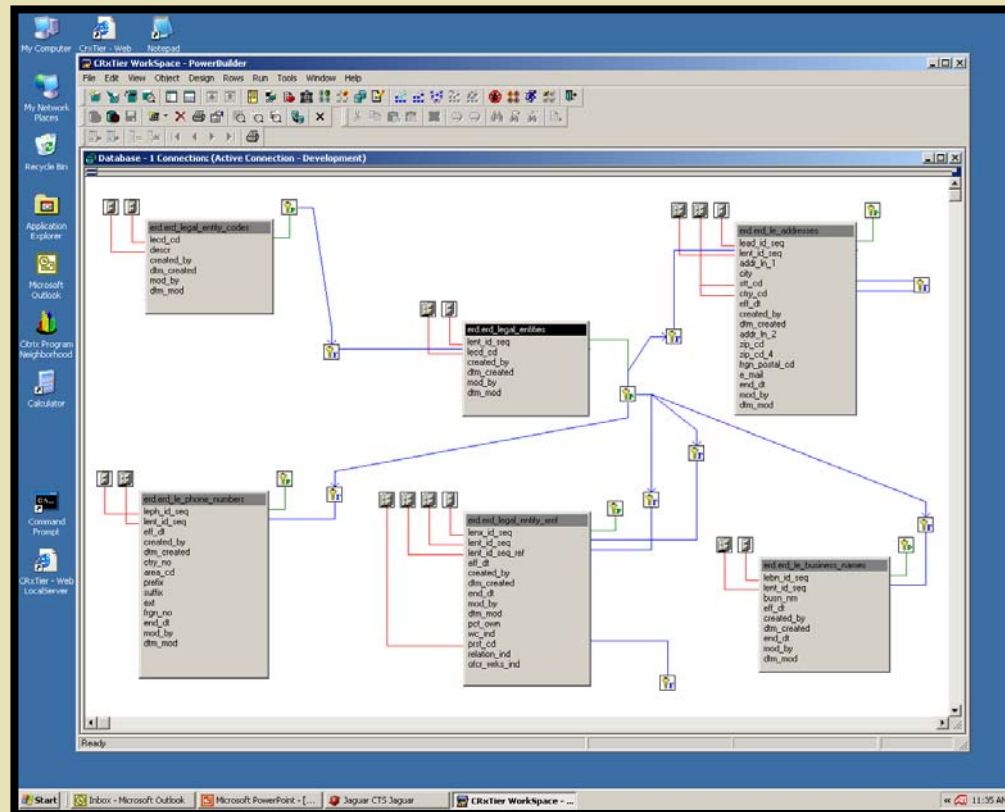 My Computer
CRxTier - Web
Notepad
My Network
Places
Recycle Bin
Application
Explorer
Microsoft
Outlook
Citrix Program
Neighborhood
Calculator
Command
Prompt
CRxTier - Web
LocalServer
CRxTier WorkSpace - PowerBuilder
File Edit View Object Design Rows Run Tools Window Help
Database - 1 Connection: (Active Connection - Development)
erd.erd_legal_entity_codes
lecd_cd
descr
created_by
dtm_created
mod_by
dtm_mod
erd.erd_legal_entities
lent_id_seq
lecd_cd
created_by
dtm_created
mod_by
dtm_mod
erd.erd_le_addresses
lead_id_seq
lent_id_seq
addr_ln_1
city
stt_cd
ctry_cd
eff_dt
created_by
dtm_created
addr_ln_2
zip_cd
zip_cd_4
frgn_postal_cd
e_mail
end_dt
mod_by
dtm_mod
erd.erd_le_phone_numbers
leph_id_seq
lent_id_seq
eff_dt
created_by
dtm_created
ctry_no
area_cd
prefix
suffix
ext
frgn_no
end_dt
mod_by
dtm_mod
erd.erd_legal_entity_xref
lenx_id_seq
lent_id_seq
lent_id_seq_ref
eff_dt
created_by
dtm_created
end_dt
mod_by
dtm_mod
pct_own
wc_ind
prst_cd
relation_ind
ofcr_wrks_ind
erd.erd_le_business_names
lebn_id_seq
lent_id_seq
busn_nm
eff_dt
created_by
dtm_created
end_dt
mod_by
dtm_mod
Ready
Start
Inbox - Microsoft Outlook
Microsoft PowerPoint - [...
Jaguar CTS Jaguar
CRxTier WorkSpace - ...
11:35 AM